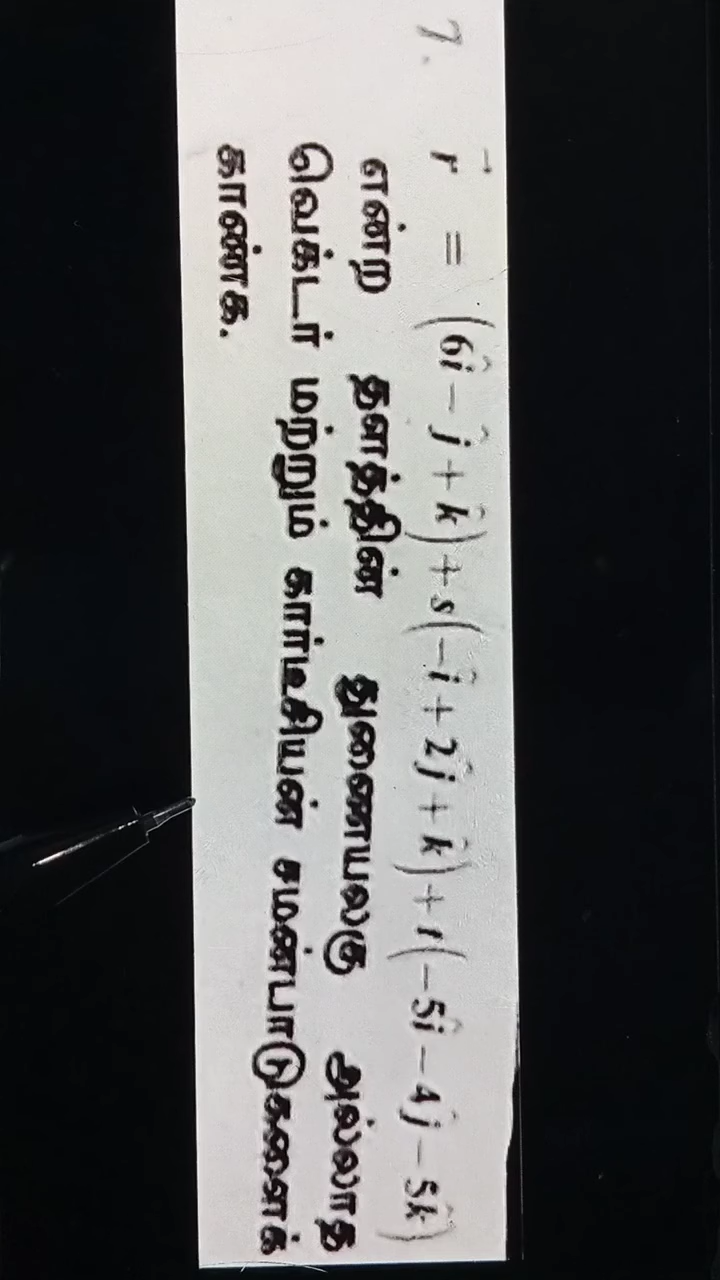 7. r⃗ = (6î − ĵ + k̂) + s(−î + 2ĵ + k̂) + t(−5î − 4ĵ − 5k̂)
என்ற தளத்தின் துணையலகு அல்லாத
வெக்டர் மற்றும் கார்டீசியன் சமன்பாடுகளைக்
காண்க.